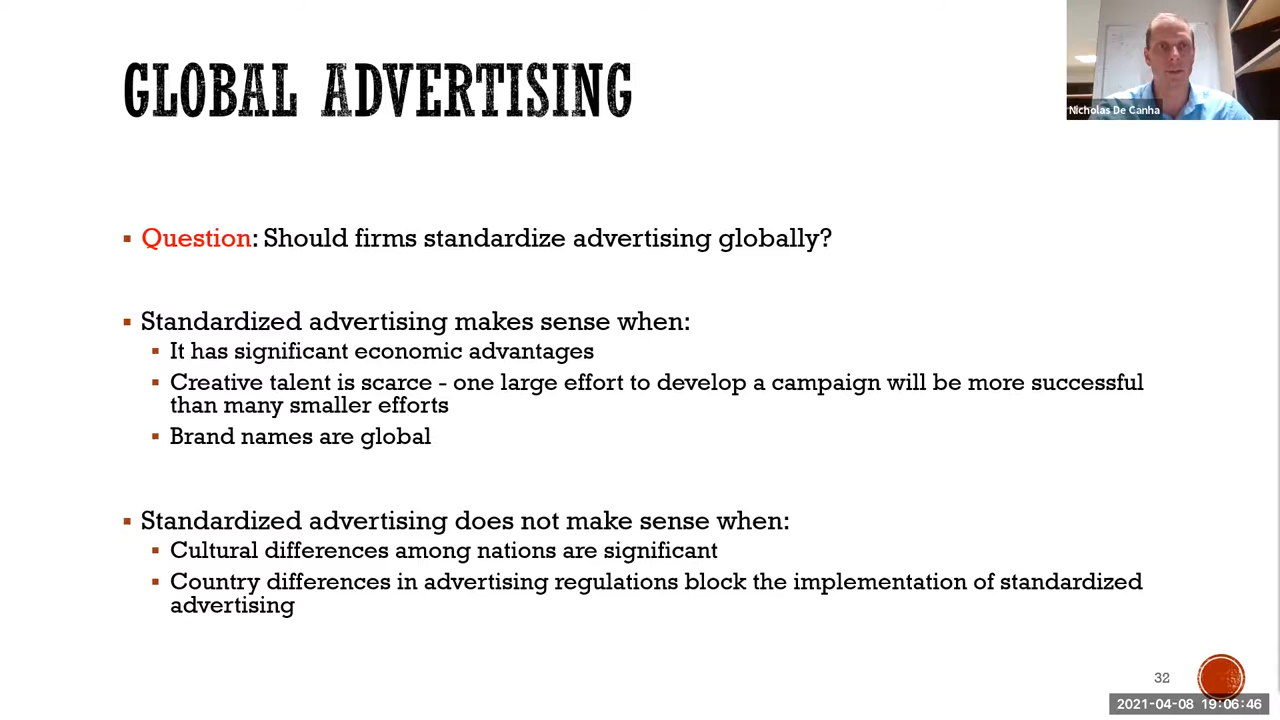 GLOBAL ADVERTISING
Nicholas De Canha
▪ Question: Should firms standardize advertising globally?
▪ Standardized advertising makes sense when:
▪ It has significant economic advantages
▪ Creative talent is scarce - one large effort to develop a campaign will be more successful
than many smaller efforts
▪ Brand names are global
▪ Standardized advertising does not make sense when:
▪ Cultural differences among nations are significant
▪ Country differences in advertising regulations block the implementation of standardized
advertising
32
2021-04-08 19:06:46